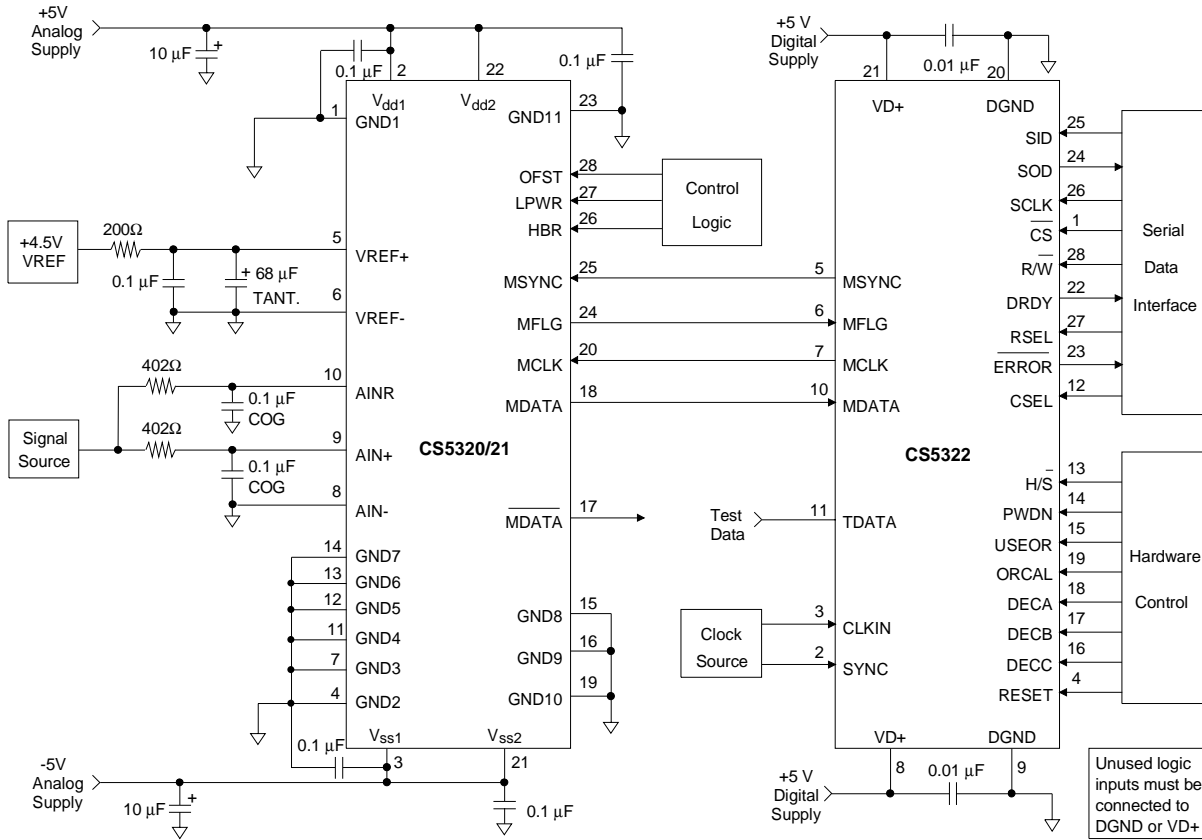 +5V
Analog
Supply
10 µF
+
0.1 µF
2
22
0.1 µF
Vdd1
Vdd2
1
GND1
23
GND11
28
OFST
27
LPWR
26
HBR
Control
Logic
+4.5V
VREF
200Ω
5
VREF+
0.1 µF
+
68 µF
TANT.
6
VREF-
25
MSYNC
24
MFLG
20
MCLK
18
MDATA
402Ω
10
AINR
0.1 µF
COG
Signal
Source
402Ω
9
AIN+
0.1 µF
COG
8
AIN-
CS5320/21
17
MDATA
14
GND7
13
GND6
12
GND5
11
GND4
7
GND3
4
GND2
15
GND8
16
GND9
19
GND10
Vss1
Vss2
0.1 µF
3
21
-5V
Analog
Supply
10 µF
+
0.1 µF
+5 V
Digital
Supply
0.01 µF
21
20
VD+
DGND
25
SID
24
SOD
26
SCLK
1
CS
28
R/W
22
DRDY
27
RSEL
23
ERROR
12
CSEL
Serial
Data
Interface
5
MSYNC
6
MFLG
7
MCLK
10
MDATA
CS5322
Test
Data
11
TDATA
Clock
Source
3
CLKIN
2
SYNC
13
H/S
14
PWDN
15
USEOR
19
ORCAL
18
DECA
17
DECB
16
DECC
4
RESET
Hardware
Control
VD+
DGND
8
9
+5 V
Digital
Supply
0.01 µF
Unused logic
inputs must be
connected to
DGND or VD+